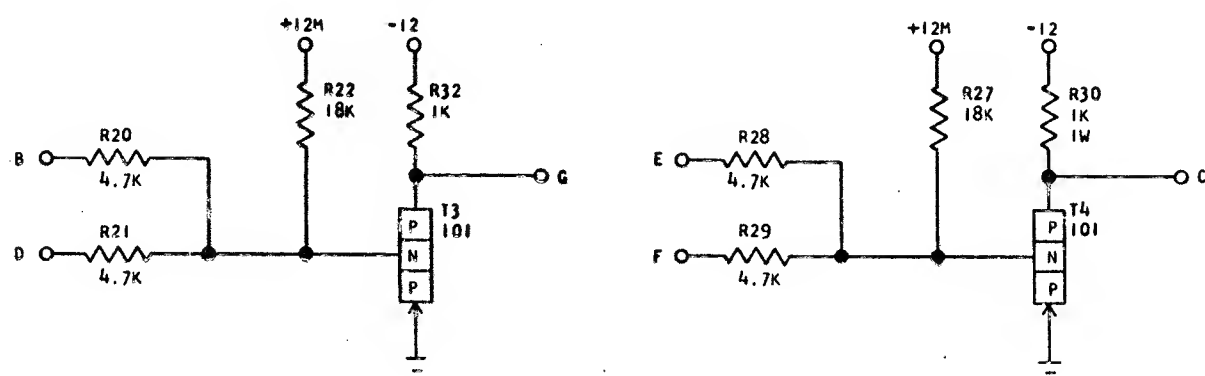 +12M
-12
R22
18K
R32
1K
R20
B
4.7K
G
T3
101
P
N
P
R21
D
4.7K
+12M
-12
R27
18K
R30
1K
1W
R28
E
4.7K
C
T4
101
P
N
P
R29
F
4.7K